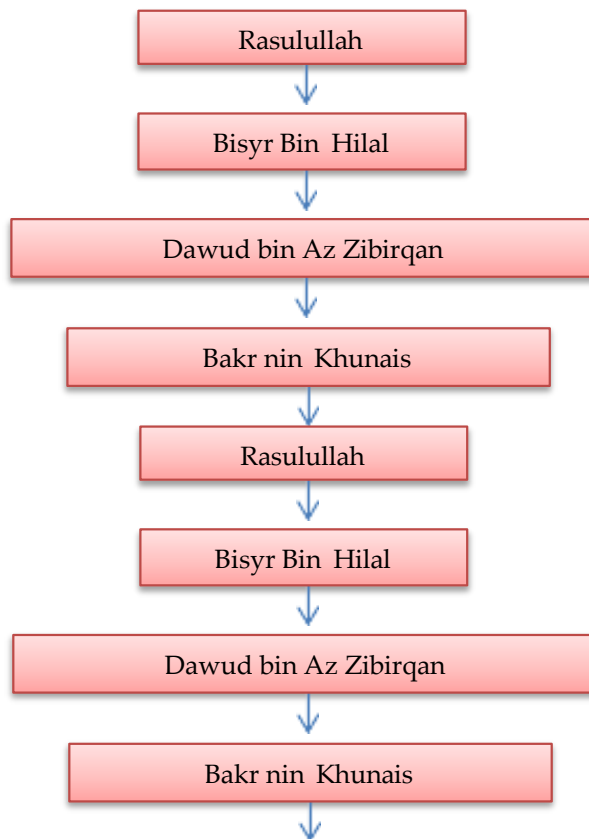 Rasulullah
Bisyr Bin Hilal
Dawud bin Az Zibirqan
Bakr nin Khunais
Rasulullah
Bisyr Bin Hilal
Dawud bin Az Zibirqan
Bakr nin Khunais